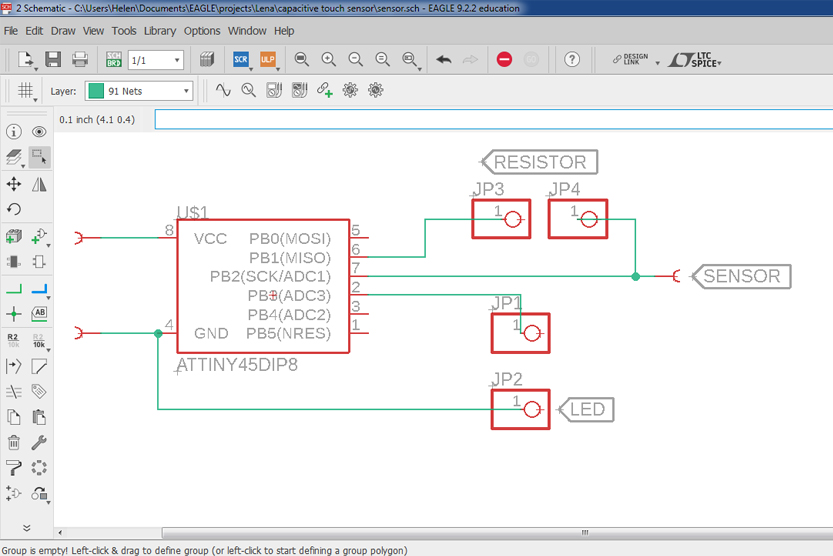 2 Schematic - C:\Users\Helen\Documents\EAGLE\projects\Lena\capacitive touch sensor\sensor.sch - EAGLE 9.2.2 education
File Edit Draw View Tools Library Options Window Help
SCR BRD 1/1 SCR ULP DESIGN LINK LTC SPICE
Layer: 91 Nets
0.1 inch (4.1 0.4)
RESISTOR
JP3 JP4
1 1
U$1
8 VCC PB0(MOSI) 5
PB1(MISO) 6
PB2(SCK/ADC1) 7
SENSOR
PB3(ADC3) 2
JP1
PB4(ADC2) 3
1
4 GND PB5(NRES) 1
ATTINY45DIP8
JP2
1 LED
R2 10k R2 10k
Group is empty! Left-click & drag to define group (or left-click to start defining a group polygon)